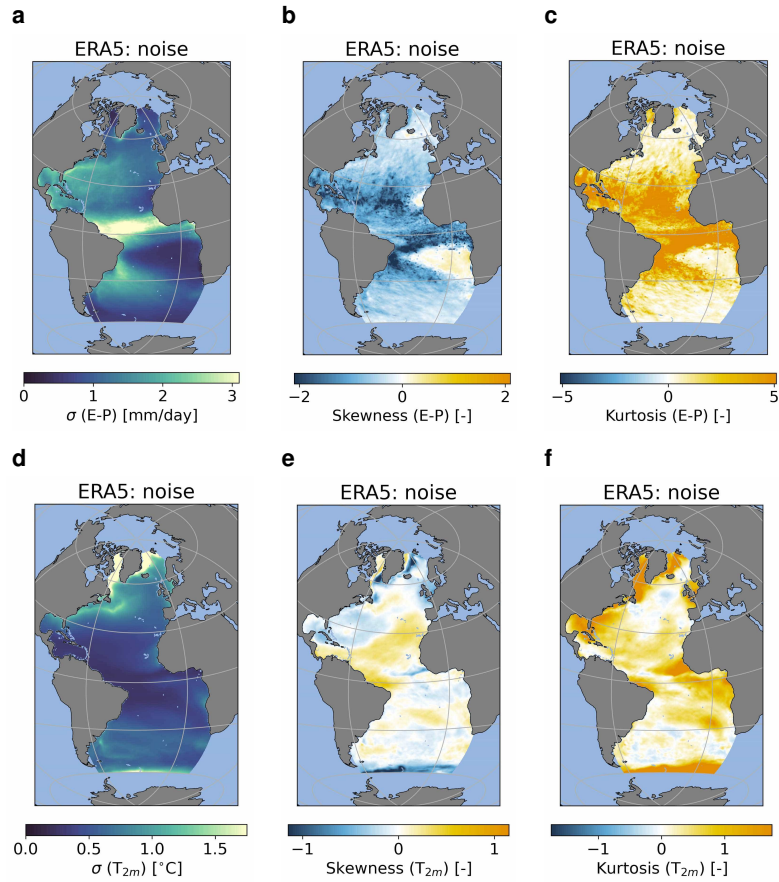 a b c
ERA5: noise ERA5: noise ERA5: noise
0 1 2 3 −2 0 2 −5 0 5
σ (E-P) [mm/day] Skewness (E-P) [-] Kurtosis (E-P) [-]
d e f
ERA5: noise ERA5: noise ERA5: noise
0.0 0.5 1.0 1.5 −1 0 1 −1 0 1
σ (T₂ₘ) [°C] Skewness (T₂ₘ) [-] Kurtosis (T₂ₘ) [-]